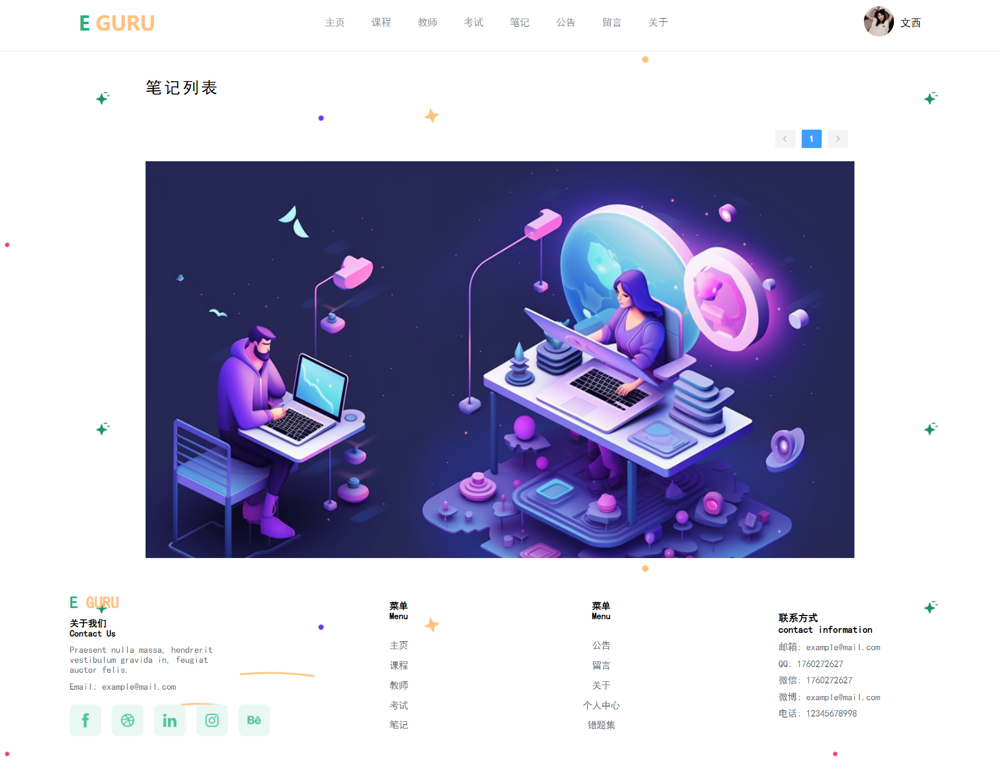 E GURU
主页
课程
教师
考试
笔记
公告
留言
关于
文西
笔记列表
1
E GURU
关于我们
Contact Us
Praesent nulla massa, hendrerit
vestibulum gravida in, feugiat
auctor felis.
Email: example@mail.com
Bē
菜单
Menu
主页
课程
教师
考试
笔记
菜单
Menu
公告
留言
关于
个人中心
错题集
联系方式
contact information
邮箱: example@mail.com
QQ: 1760272627
微信: 1760272627
微博: example@mail.com
电话: 12345678998